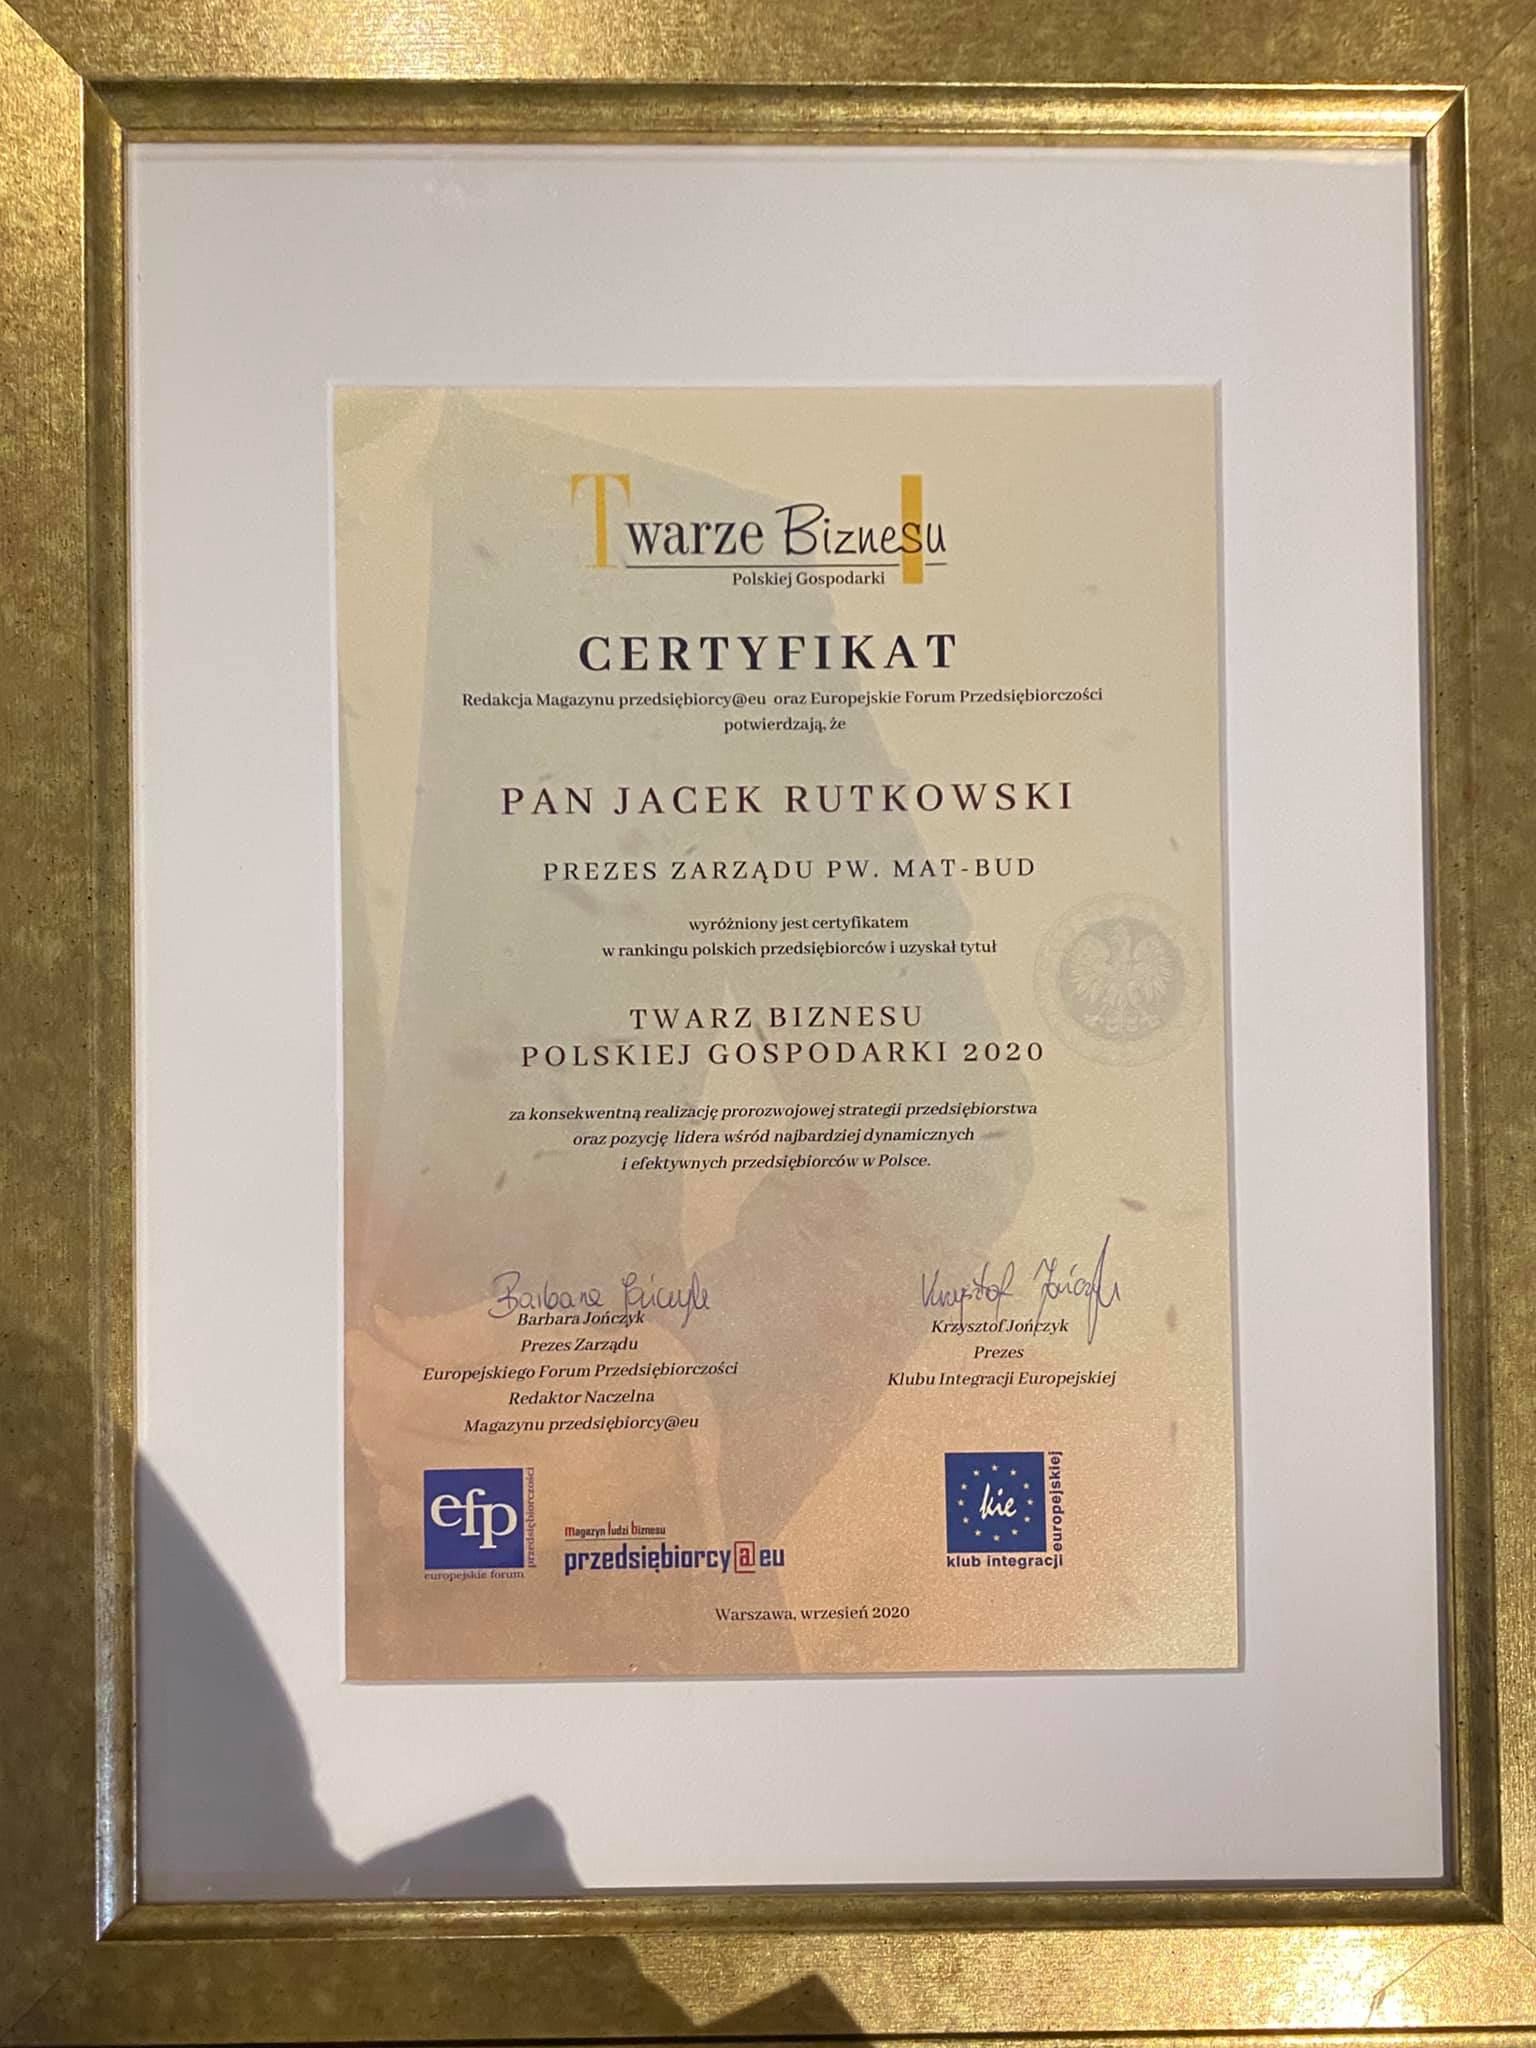 Twarze Biznesu
Polskiej Gospodarki
CERTYFIKAT
Redakcja Magazynu przedsiębiorcy@eu oraz Europejskie Forum Przedsiębiorczości
potwierdzają, że
PAN JACEK RUTKOWSKI
PREZES ZARZĄDU PW. MAT-BUD
wyróżniony jest certyfikatem
w rankingu polskich przedsiębiorców i uzyskał tytuł
TWARZ BIZNESU
POLSKIEJ GOSPODARKI 2020
za konsekwentną realizację prorozwojowej strategii przedsiębiorstwa
oraz pozycję lidera wśród najbardziej dynamicznych
i efektywnych przedsiębiorców w Polsce.
Barbara Jończyk
Barbara Jończyk
Prezes Zarządu
Europejskiego Forum Przedsiębiorczości
Redaktor Naczelna
Magazynu przedsiębiorcy@eu
Krzysztof Jończyk
Krzysztof Jończyk
Prezes
Klubu Integracji Europejskiej
efp
europejskie forum
przedsiębiorczości
magazyn ludzi biznesu
przedsiębiorcy@eu
kie
klub integracji
europejskiej
Warszawa, wrzesień 2020